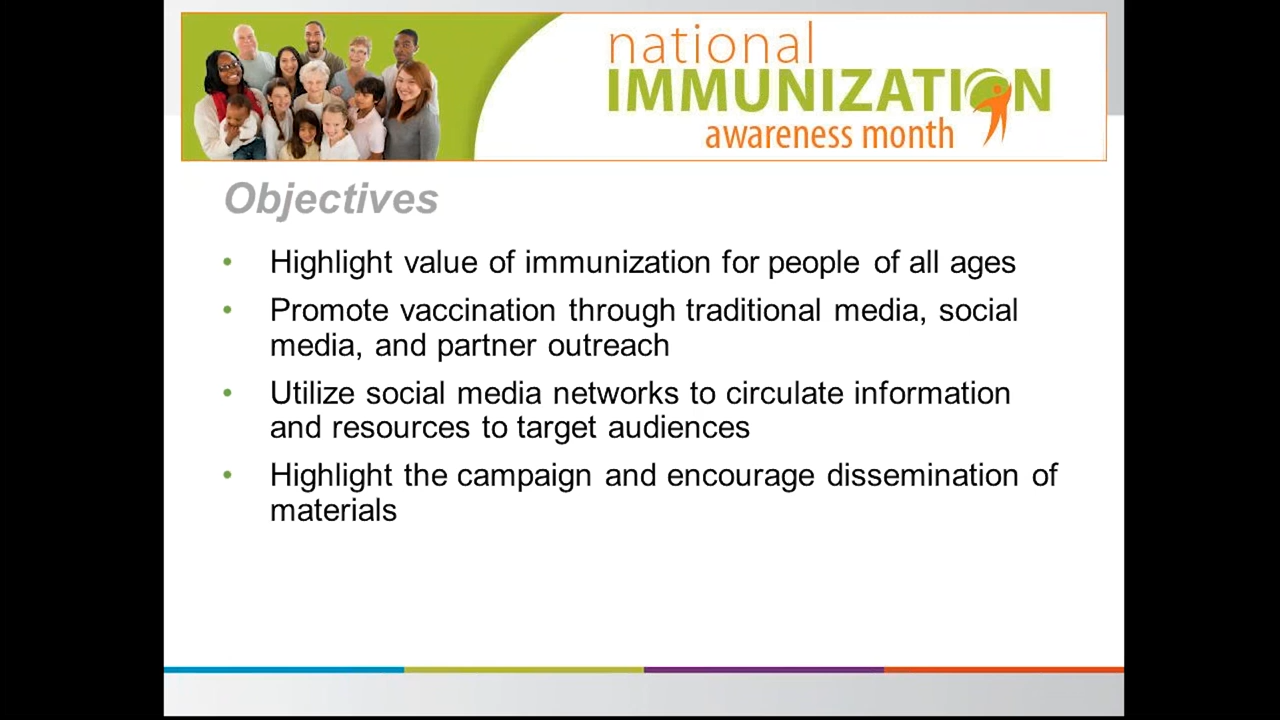 national
IMMUNIZATION
awareness month
Objectives
• Highlight value of immunization for people of all ages
• Promote vaccination through traditional media, social
media, and partner outreach
• Utilize social media networks to circulate information
and resources to target audiences
• Highlight the campaign and encourage dissemination of
materials